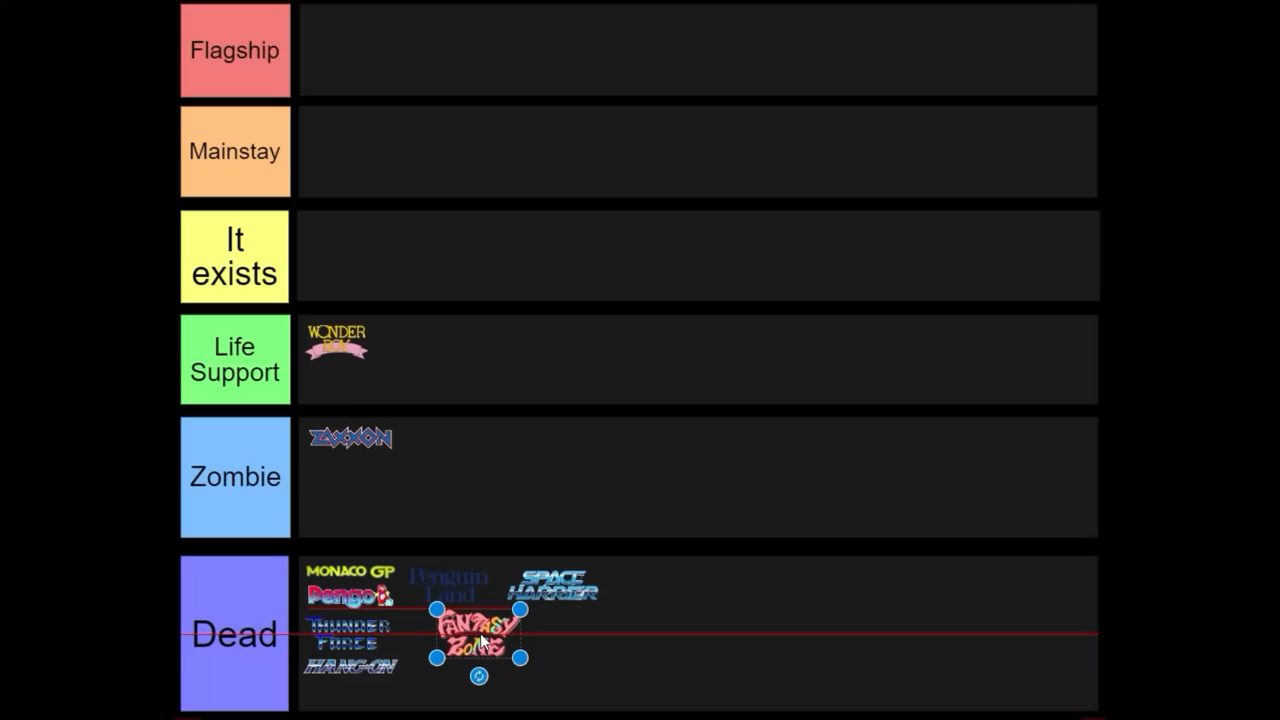 Flagship
Mainstay
It
exists
Life
Support
WONDER
BOY
Zombie
ZAXXON
Dead
MONACO GP
Pengo
Penguin
Land
SPACE
HARRIER
THUNDER
FORCE
FANTASY
ZONE
HANG-ON